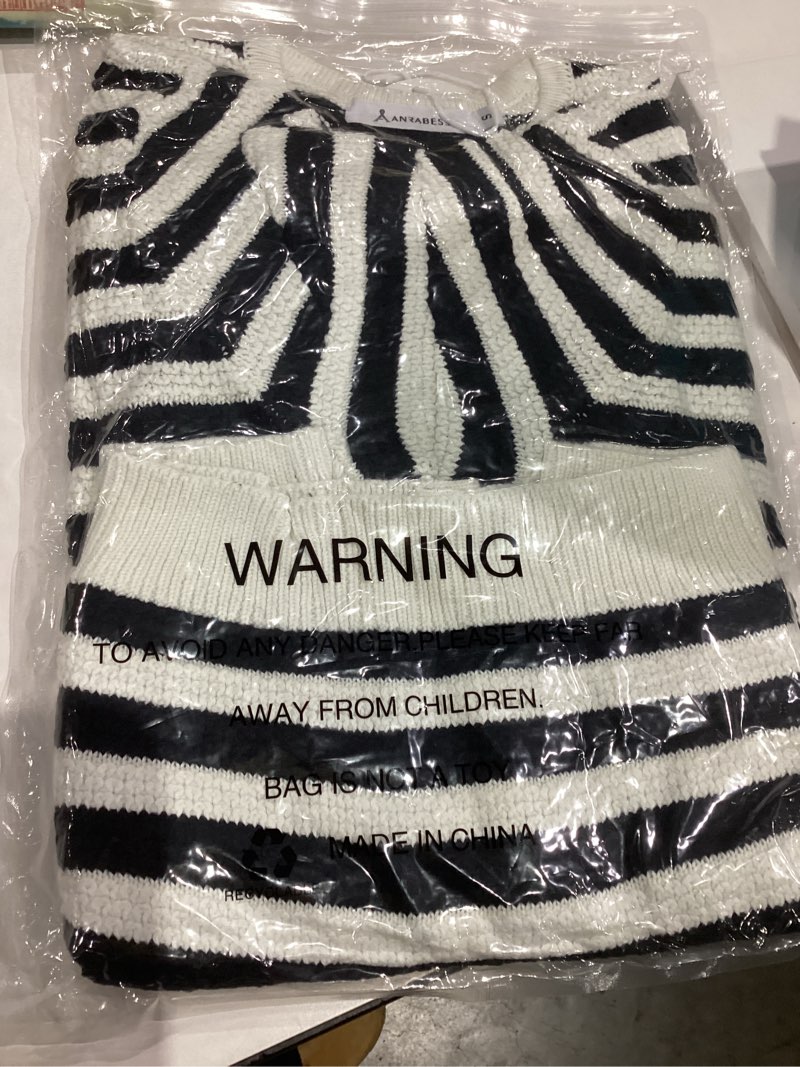 ANRABESS
S
WARNING
TO AVOID ANY DANGER,PLEASE KEEP FAR
AWAY FROM CHILDREN.
BAG IS NOT A TOY
MADE IN CHINA
RECYCLABLE